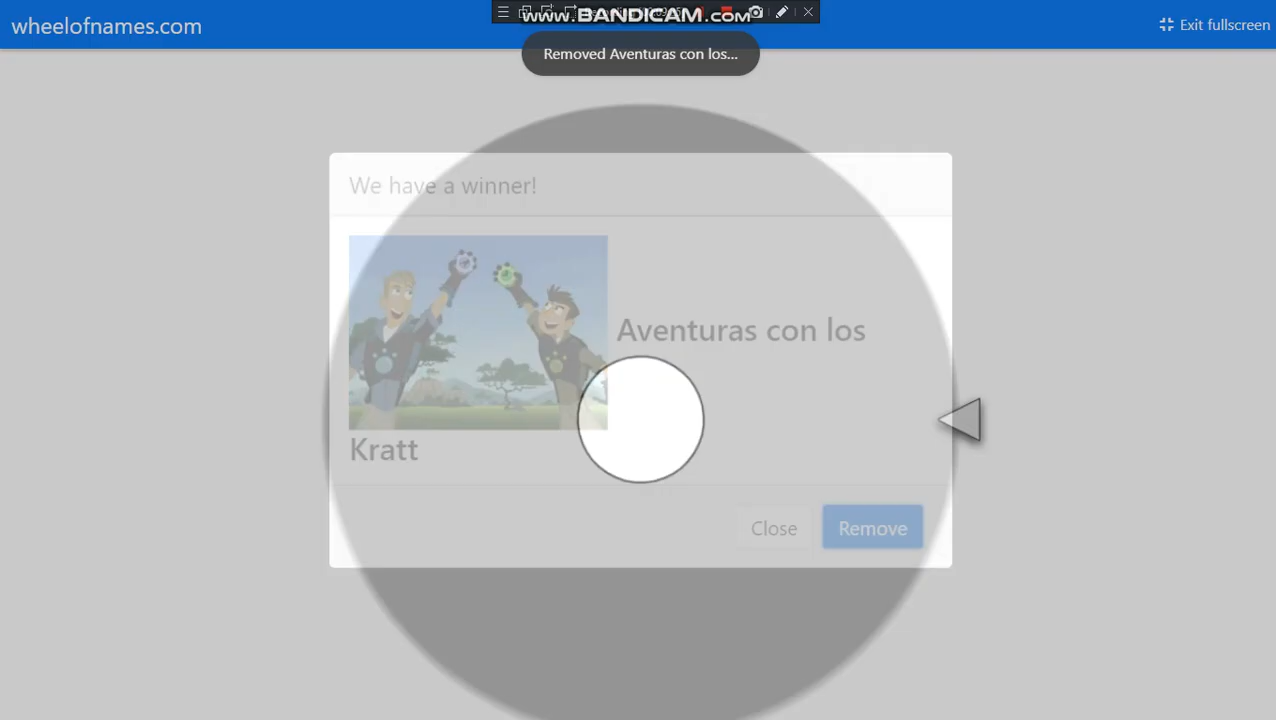 www.BANDICAM.com
wheelofnames.com
Exit fullscreen
Removed Aventuras con los...
We have a winner!
Aventuras con los
Kratt
Close
Remove